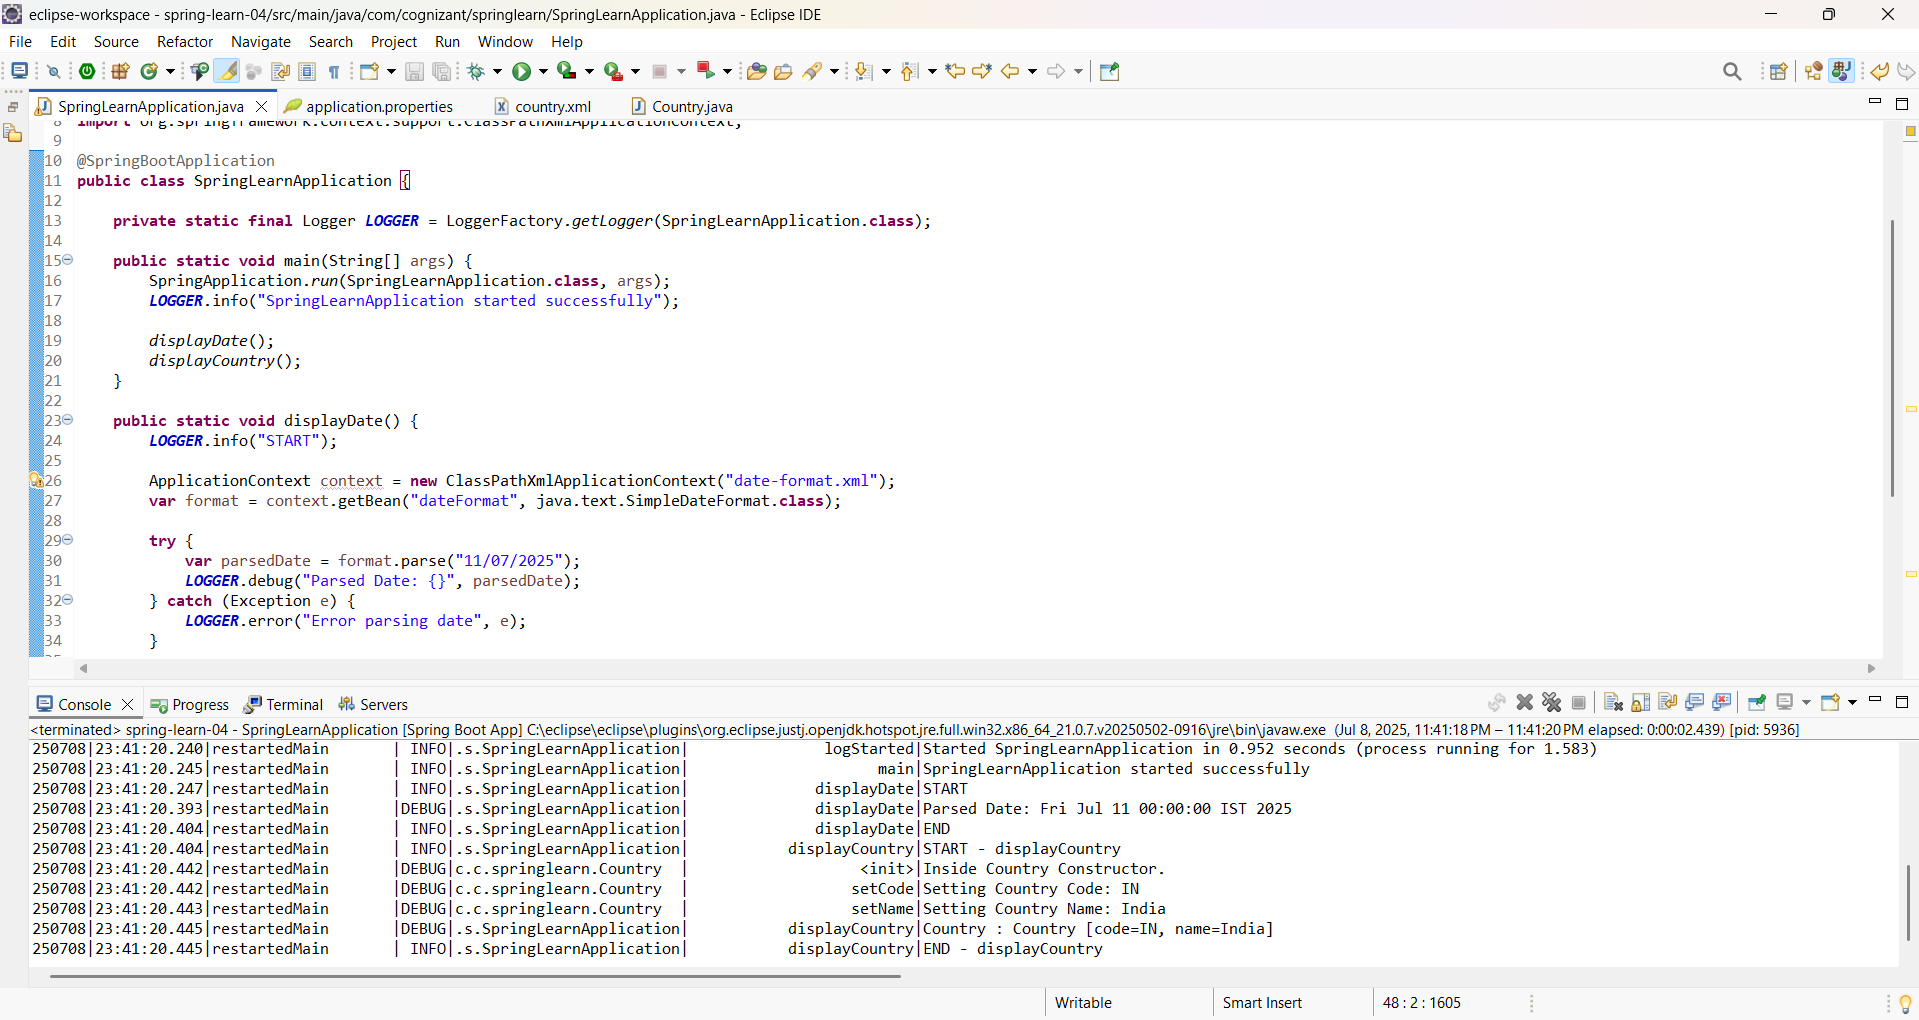 eclipse-workspace - spring-learn-04/src/main/java/com/cognizant/springlearn/SpringLearnApplication.java - Eclipse IDE
File Edit Source Refactor Navigate Search Project Run Window Help
SpringLearnApplication.java application.properties country.xml Country.java
8 import org.springframework.context.support.ClassPathXmlApplicationContext;
9
10 @SpringBootApplication
11 public class SpringLearnApplication {
12
13 private static final Logger LOGGER = LoggerFactory.getLogger(SpringLearnApplication.class);
14
15 public static void main(String[] args) {
16 SpringApplication.run(SpringLearnApplication.class, args);
17 LOGGER.info("SpringLearnApplication started successfully");
18
19 displayDate();
20 displayCountry();
21 }
22
23 public static void displayDate() {
24 LOGGER.info("START");
25
26 ApplicationContext context = new ClassPathXmlApplicationContext("date-format.xml");
27 var format = context.getBean("dateFormat", java.text.SimpleDateFormat.class);
28
29 try {
30 var parsedDate = format.parse("11/07/2025");
31 LOGGER.debug("Parsed Date: {}", parsedDate);
32 } catch (Exception e) {
33 LOGGER.error("Error parsing date", e);
34 }
Console Progress Terminal Servers
<terminated> spring-learn-04 - SpringLearnApplication [Spring Boot App] C:\eclipse\eclipse\plugins\org.eclipse.justj.openjdk.hotspot.jre.full.win32.x86_64_21.0.7.v20250502-0916\jre\bin\javaw.exe (Jul 8, 2025, 11:41:18 PM – 11:41:20 PM elapsed: 0:00:02.439) [pid: 5936]
250708|23:41:20.240|restartedMain | INFO|.s.SpringLearnApplication| logStarted|Started SpringLearnApplication in 0.952 seconds (process running for 1.583)
250708|23:41:20.245|restartedMain | INFO|.s.SpringLearnApplication| main|SpringLearnApplication started successfully
250708|23:41:20.247|restartedMain | INFO|.s.SpringLearnApplication| displayDate|START
250708|23:41:20.393|restartedMain |DEBUG|.s.SpringLearnApplication| displayDate|Parsed Date: Fri Jul 11 00:00:00 IST 2025
250708|23:41:20.404|restartedMain | INFO|.s.SpringLearnApplication| displayDate|END
250708|23:41:20.404|restartedMain | INFO|.s.SpringLearnApplication| displayCountry|START - displayCountry
250708|23:41:20.442|restartedMain |DEBUG|c.c.springlearn.Country | <init>|Inside Country Constructor.
250708|23:41:20.442|restartedMain |DEBUG|c.c.springlearn.Country | setCode|Setting Country Code: IN
250708|23:41:20.443|restartedMain |DEBUG|c.c.springlearn.Country | setName|Setting Country Name: India
250708|23:41:20.445|restartedMain |DEBUG|.s.SpringLearnApplication| displayCountry|Country : Country [code=IN, name=India]
250708|23:41:20.445|restartedMain | INFO|.s.SpringLearnApplication| displayCountry|END - displayCountry
Writable Smart Insert 48 : 2 : 1605